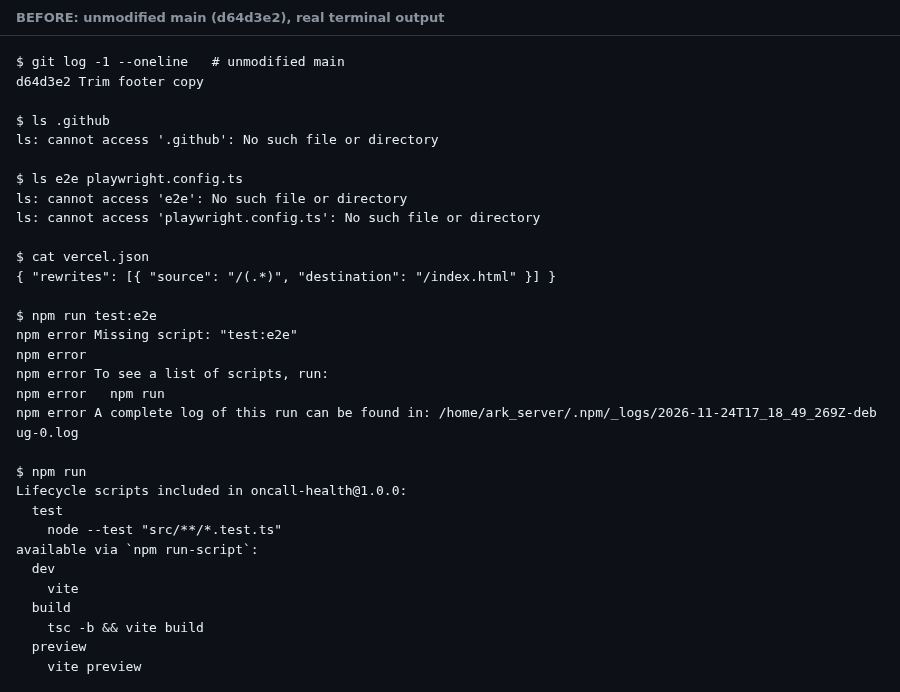 BEFORE: unmodified main (d64d3e2), real terminal output
$ git log -1 --oneline   # unmodified main
d64d3e2 Trim footer copy
$ ls .github
ls: cannot access '.github': No such file or directory
$ ls e2e playwright.config.ts
ls: cannot access 'e2e': No such file or directory
ls: cannot access 'playwright.config.ts': No such file or directory
$ cat vercel.json
{ "rewrites": [{ "source": "/(.*)", "destination": "/index.html" }] }
$ npm run test:e2e
npm error Missing script: "test:e2e"
npm error
npm error To see a list of scripts, run:
npm error   npm run
npm error A complete log of this run can be found in: /home/ark_server/.npm/_logs/2026-11-24T17_18_49_269Z-deb
ug-0.log
$ npm run
Lifecycle scripts included in oncall-health@1.0.0:
  test
    node --test "src/**/*.test.ts"
available via `npm run-script`:
  dev
    vite
  build
    tsc -b && vite build
  preview
    vite preview